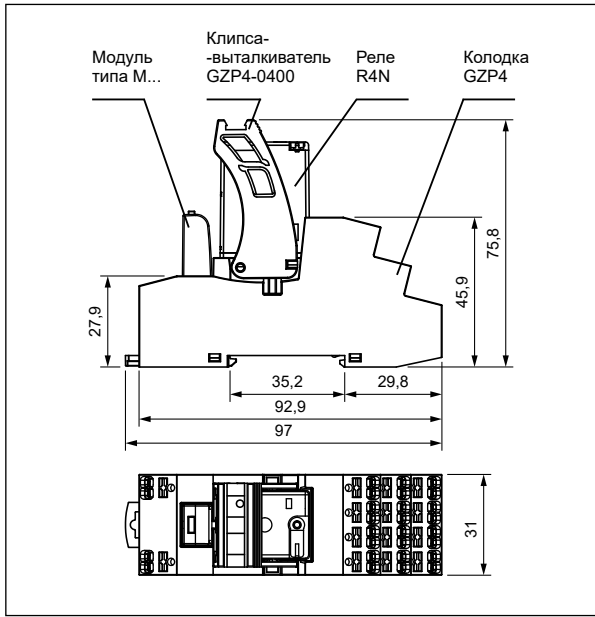 Модуль
типа М...
Клипса-
-выталкиватель
GZP4-0400
Реле
R4N
Колодка
GZP4
27,9
45,9
75,8
35,2
29,8
92,9
97
31